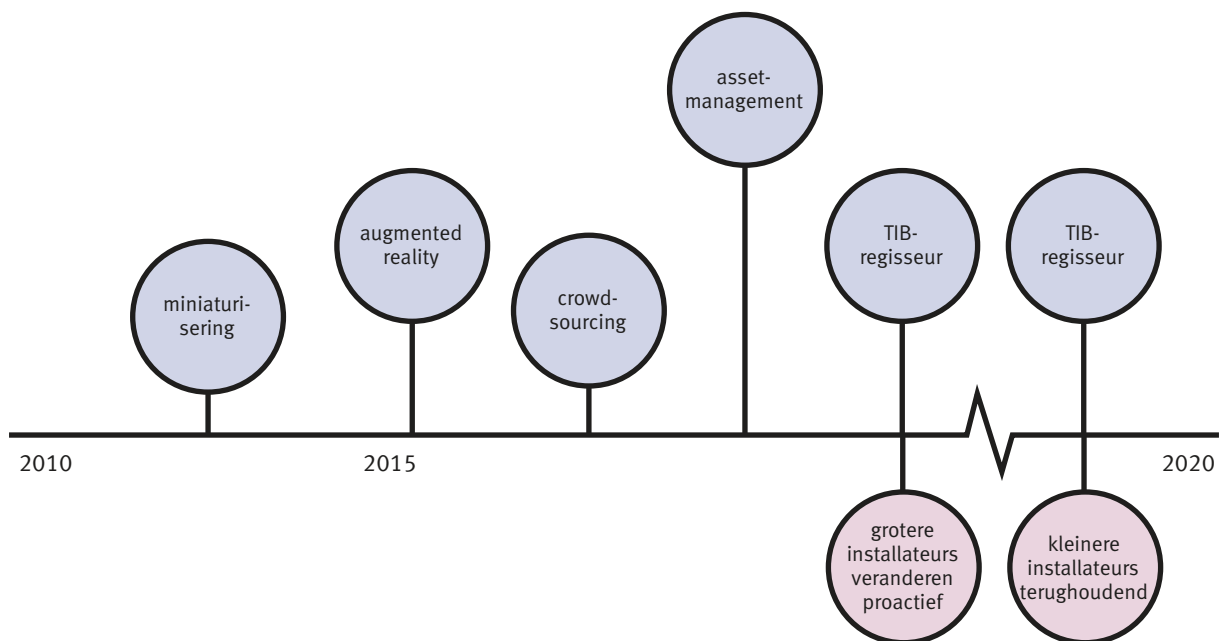 asset-
management
augmented
reality
TIB-
regisseur
TIB-
regisseur
miniaturi-
sering
crowd-
sourcing
2010
2015
2020
grotere
installateurs
veranderen
proactief
kleinere
installateurs
terughoudend